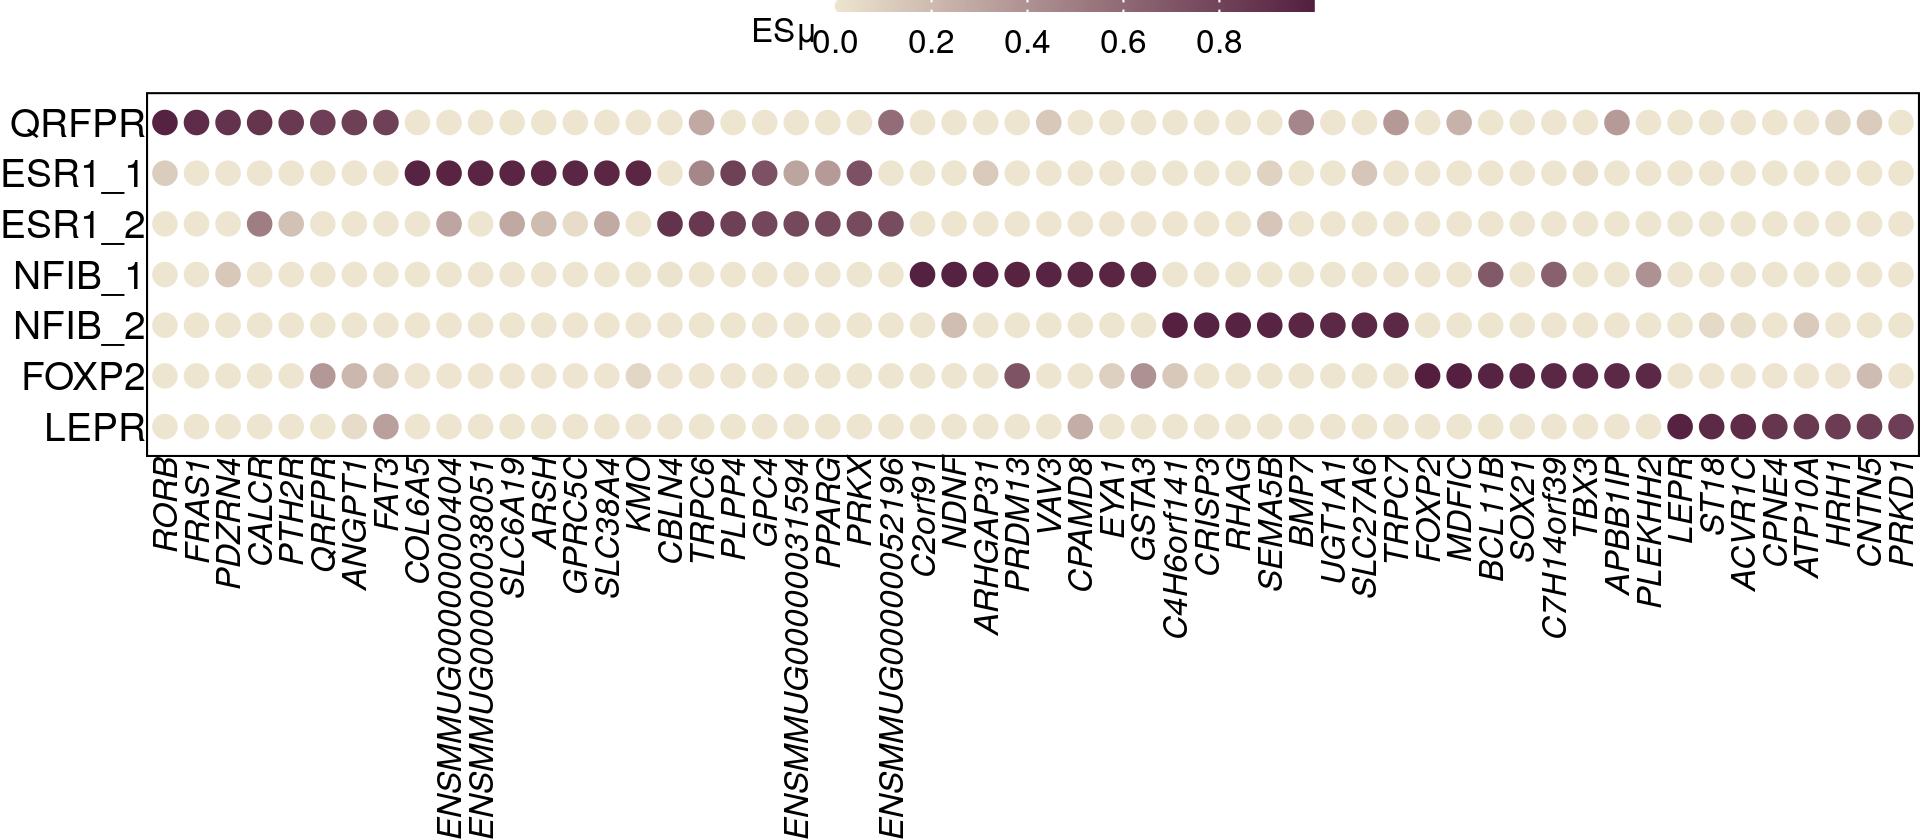 ESμ
0.0 0.2 0.4 0.6 0.8
QRFPR
ESR1_1
ESR1_2
NFIB_1
NFIB_2
FOXP2
LEPR
RORB
FRAS1
PDZRN4
CALCR
PTH2R
QRFPR
ANGPT1
FAT3
COL6A5
ENSMMUG00000000404
ENSMMUG00000038051
SLC6A19
ARSH
GPRC5C
SLC38A4
KMO
CBLN4
TRPC6
PLPP4
GPC4
ENSMMUG00000031594
PPARG
PRKX
ENSMMUG00000052196
C2orf91
NDNF
ARHGAP31
PRDM13
VAV3
CPAMD8
EYA1
GSTA3
C4H6orf141
CRISP3
RHAG
SEMA5B
BMP7
UGT1A1
SLC27A6
TRPC7
FOXP2
MDFIC
BCL11B
SOX21
C7H14orf39
TBX3
APBB1IP
PLEKHH2
LEPR
ST18
ACVR1C
CPNE4
ATP10A
HRH1
CNTN5
PRKD1